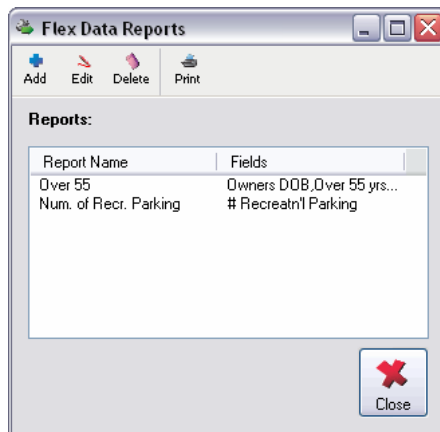 Flex Data Reports
Add Edit Delete Print
Reports:
Report Name Fields
Over 55 Owners DOB,Over 55 yrs...
Num. of Recr. Parking # Recreatn'l Parking
Close